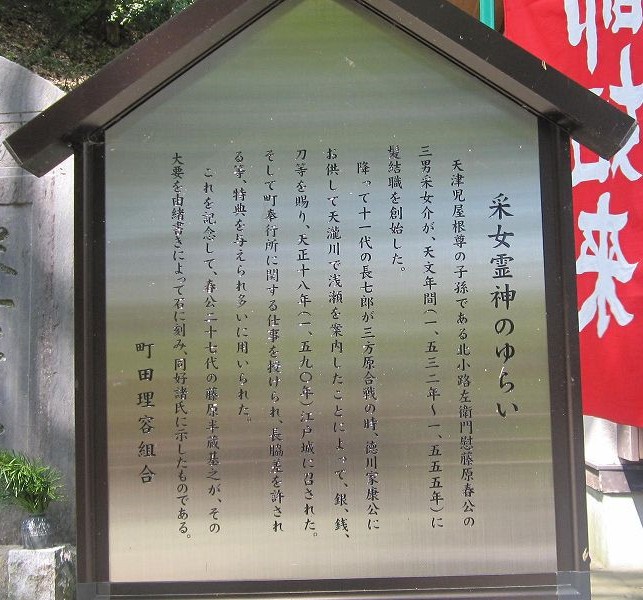 采女霊神のゆらい
天津児屋根尊の子孫である北小路左衛門慰藤原春公の
三男采女介が、天文年間(一、五三二年~一、五五五年)に
髪結職を創始した。
降って十一代の長七郎が三方原合戦の時、徳川家康公に
お供して天瀧川で浅瀬を案内したことによって、銀、銭、
刀等を賜り、天正十八年(一、五九〇年)江戸城に召された。
そして町奉行所に関する仕事を授けられ、長脇差を許され
る等、特典を与えられ多いに用いられた。
これを記念して、春公二十七代の藤原半蔵基之が、その
大要を由緒書きによって石に刻み、同好諸氏に示したものである。
町田理容組合
来